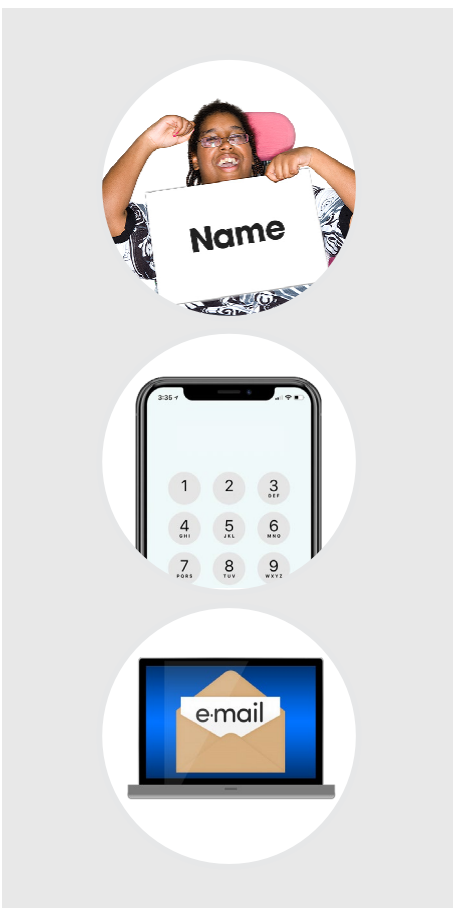 Name
3:35
1 2 3
DEF
4 5 6
GHI JKL MNO
7 8 9
PQRS TUV WXYZ
e-mail